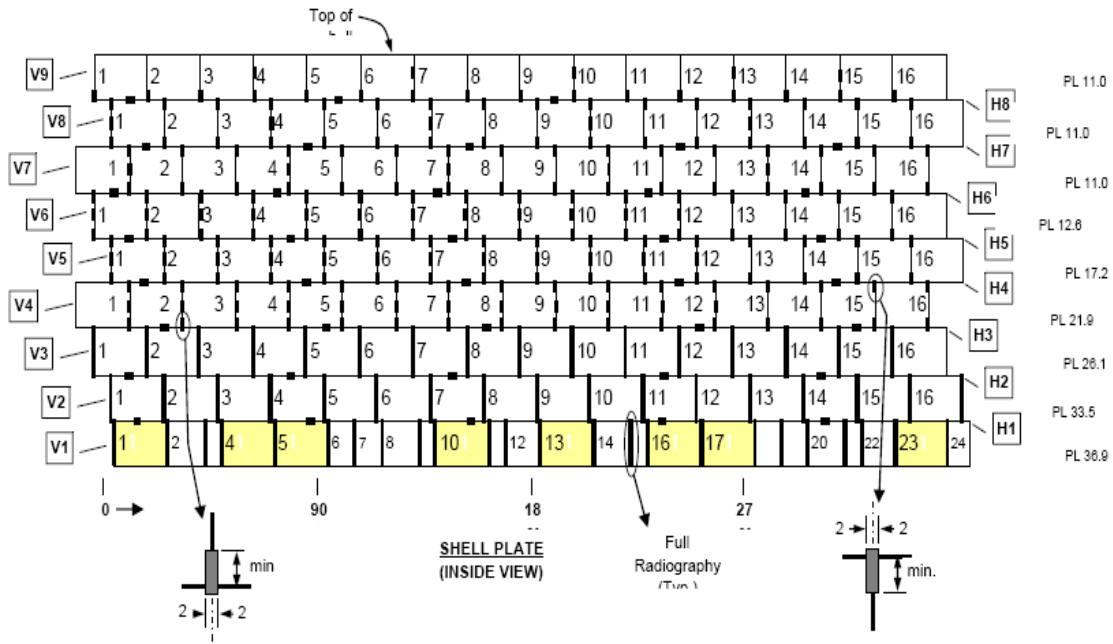 Top of
V9 1 2 3 4 5 6 7 8 9 10 11 12 13 14 15 16 PL 11.0
H8
V8 1 2 3 4 5 6 7 8 9 10 11 12 13 14 15 16 PL 11.0
H7
V7 1 2 3 4 5 6 7 8 9 10 11 12 13 14 15 16 PL 11.0
H6
V6 1 2 3 4 5 6 7 8 9 10 11 12 13 14 15 16 PL 12.6
H5
V5 1 2 3 4 5 6 7 8 9 10 11 12 13 14 15 16 PL 17.2
H4
V4 1 2 3 4 5 6 7 8 9 10 11 12 13 14 15 16 PL 21.9
H3
V3 1 2 3 4 5 6 7 8 9 10 11 12 13 14 15 16 PL 26.1
H2
V2 1 2 3 4 5 6 7 8 9 10 11 12 13 14 15 16 PL 33.5
H1
V1 1 2 4 5 6 7 8 10 12 13 14 16 17 20 22 23 24 PL 36.9
0 90 18 27
SHELL PLATE
(INSIDE VIEW)
Full
Radiography
(Typ.)
min
2 2
2 2
min.